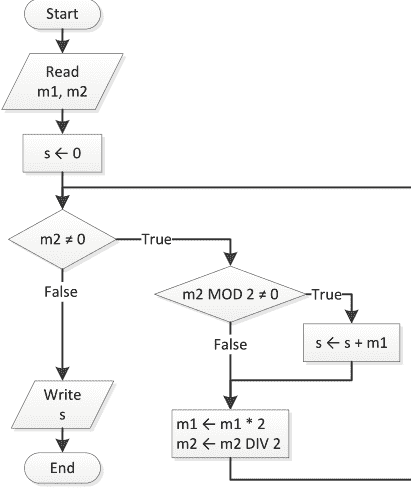 Start
Read
m1, m2
s ← 0
m2 ≠ 0
True
False
m2 MOD 2 ≠ 0
True
False
s ← s + m1
m1 ← m1 * 2
m2 ← m2 DIV 2
Write
s
End